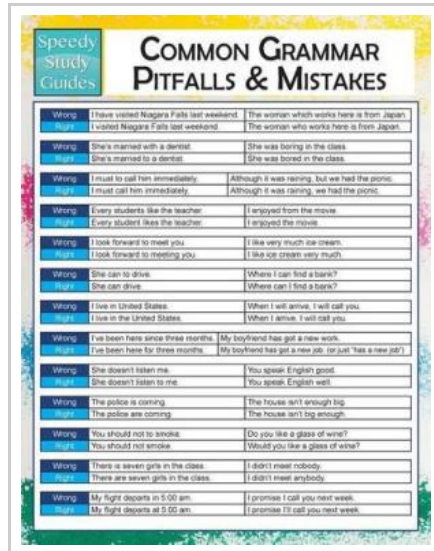 Speedy
Study
Guides
COMMON GRAMMAR
PITFALLS & MISTAKES
Wrong I have visited Niagara Falls last weekend. The woman which works here is from Japan.
Right I visited Niagara Falls last weekend. The woman who works here is from Japan.
Wrong She's married with a dentist. She was boring in the class.
Right She's married to a dentist. She was bored in the class.
Wrong I must to call him immediately. Although it was raining, but we had the picnic.
Right I must call him immediately. Although it was raining, we had the picnic.
Wrong Every students like the teacher. I enjoyed from the movie.
Right Every student likes the teacher. I enjoyed the movie.
Wrong I look forward to meet you. I like very much ice cream.
Right I look forward to meeting you. I like ice cream very much.
Wrong She can to drive. Where I can find a bank?
Right She can drive. Where can I find a bank?
Wrong I live in United States. When I will arrive, I will call you.
Right I live in the United States. When I arrive, I will call you.
Wrong I've been here since three months. My boyfriend has got a new work.
Right I've been here for three months. My boyfriend has got a new job. (or just "has a new job")
Wrong She doesn't listen me. You speak English good.
Right She doesn't listen to me. You speak English well.
Wrong The police is coming. The house isn't enough big.
Right The police are coming. The house isn't big enough.
Wrong You should not to smoke. Do you like a glass of wine?
Right You should not smoke. Would you like a glass of wine?
Wrong There is seven girls in the class. I didn't meet nobody.
Right There are seven girls in the class. I didn't meet anybody.
Wrong My flight departs in 5:00 am. I promise I call you next week.
Right My flight departs at 5:00 am. I promise I'll call you next week.